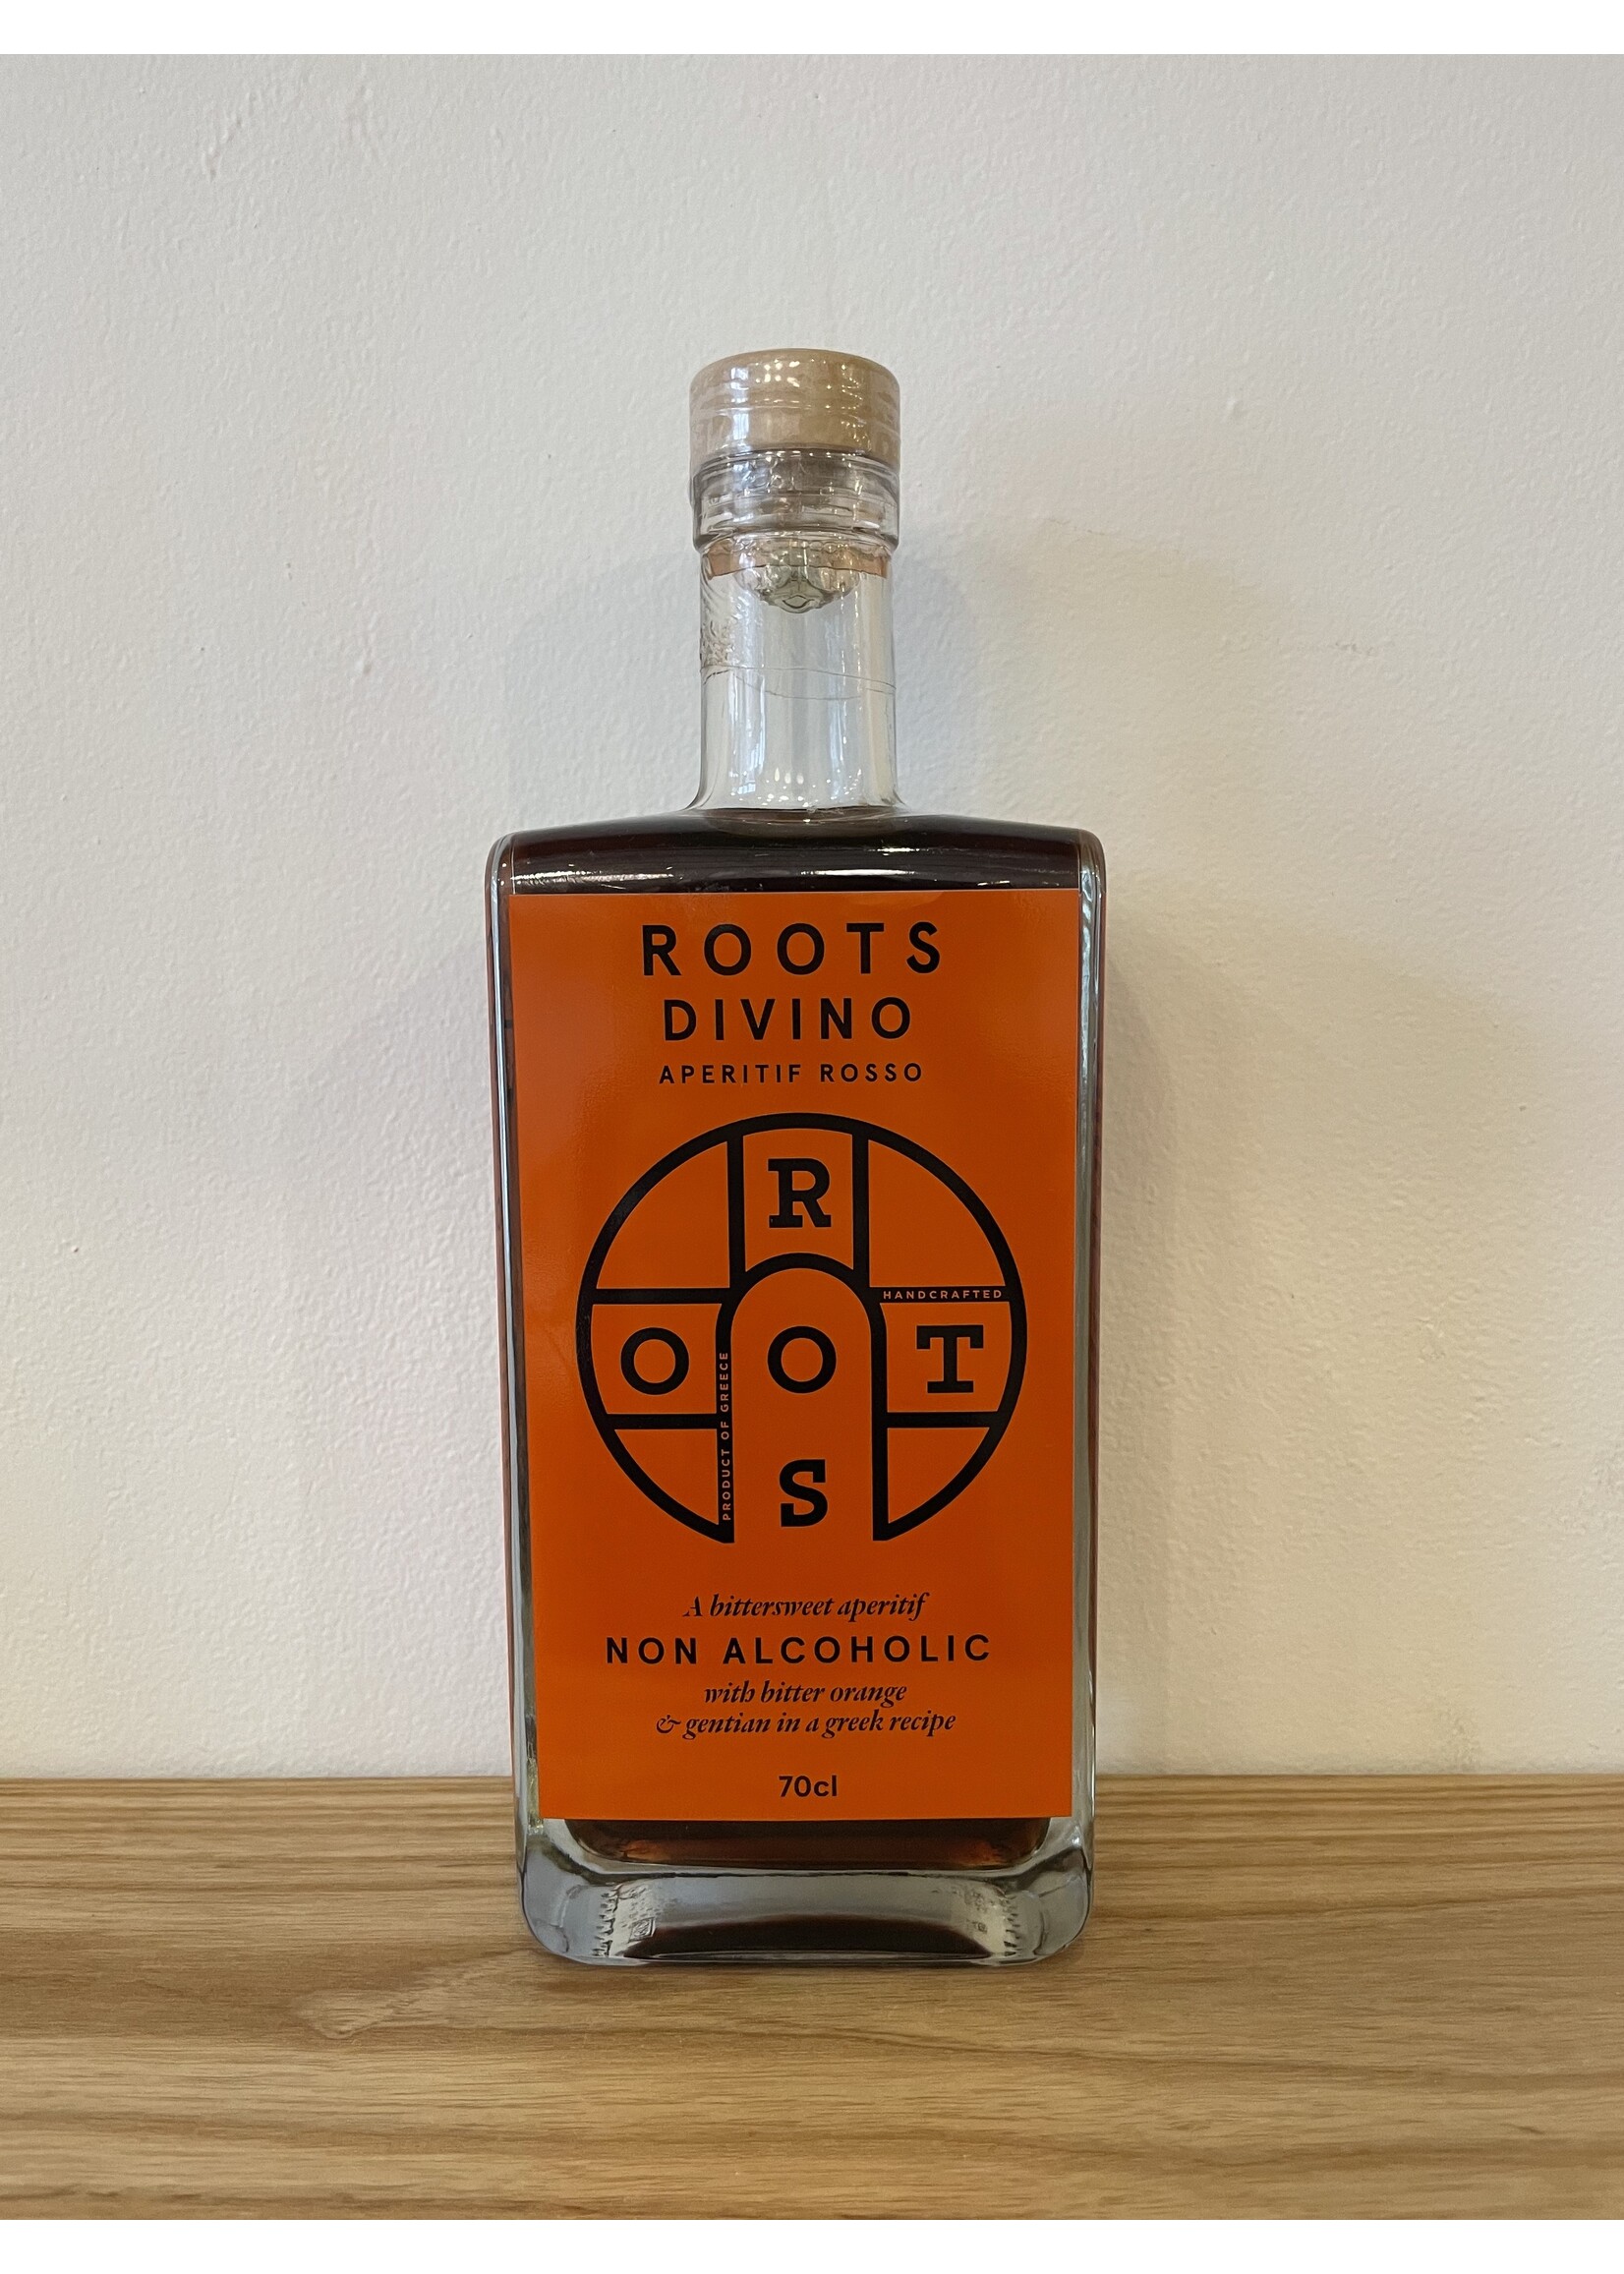 ROOTS
DIVINO
APERITIF ROSSO
R
HANDCRAFTED
O O T
PRODUCT OF GREECE
S
A bittersweet aperitif
NON ALCOHOLIC
with bitter orange
& gentian in a greek recipe
70cl